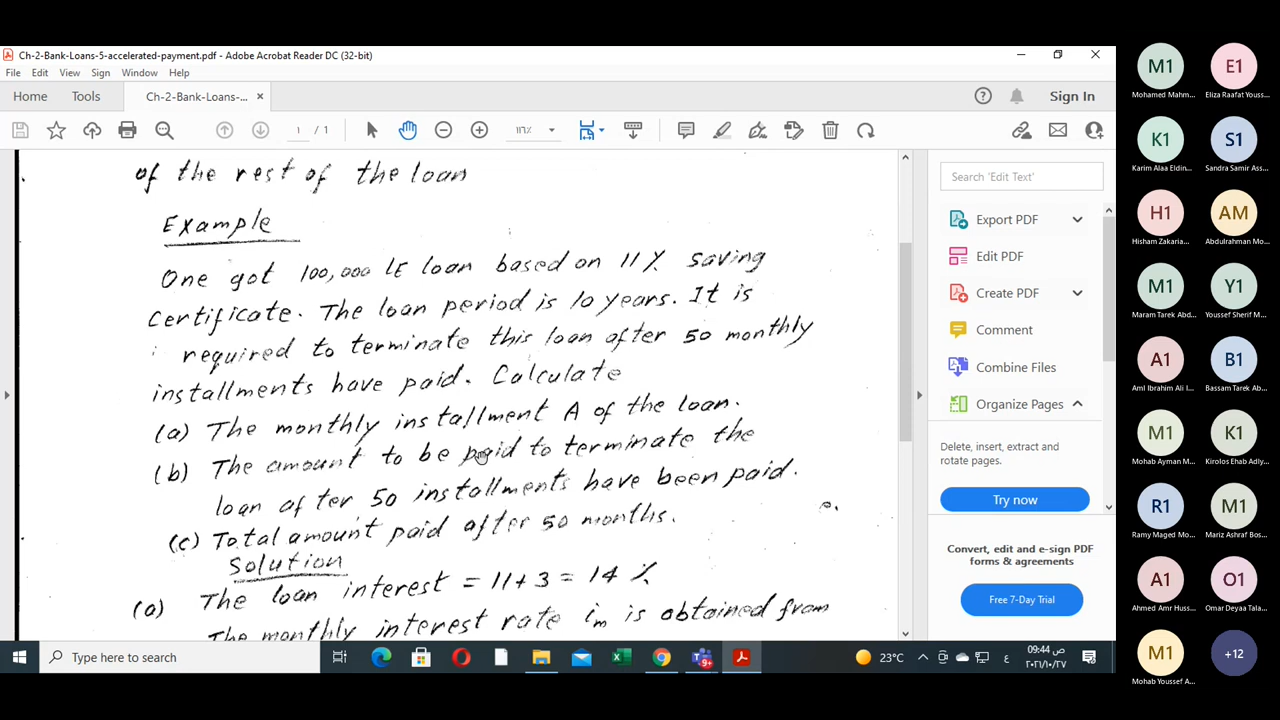 Ch-2-Bank-Loans-5-accelerated-payment.pdf - Adobe Acrobat Reader DC (32-bit)
File Edit View Sign Window Help
Home Tools Ch-2-Bank-Loans-... × Sign In
١ / 1 ١١٦٪
of the rest of the loan
Example
One got 100,000 LE loan based on 11 % saving
certificate. The loan period is 10 years. It is
required to terminate this loan after 50 monthly
installments have paid. Calculate
(a) The monthly installment A of the loan.
(b) The amount to be paid to terminate the
loan after 50 installments have been paid.
(c) Total amount paid after 50 months.
Solution
(a) The loan interest = 11 + 3 = 14 %
The monthly interest rate im is obtained from
Search 'Edit Text'
Export PDF
Edit PDF
Create PDF
Comment
Combine Files
Organize Pages
Delete, insert, extract and
rotate pages.
Try now
Convert, edit and e-sign PDF
forms & agreements
Free 7-Day Trial
Type here to search
9+
23°C
ع
09:44 ص
٢٠٢١/١٠/٢٧
M1 E1
Mohamed Mahm... Eliza Raafat Youss...
K1 S1
Karim Alaa Eldin... Sandra Samir Ass...
H1 AM
Hisham Zakaria... Abdulrahman Mo...
M1 Y1
Maram Tarek Abd... Youssef Sherif M...
A1 B1
Aml Ibrahim Ali I... Bassam Tarek Ab...
M1 K1
Mohab Ayman M... Kirolos Ehab Adly...
R1 M1
Ramy Maged Mo... Mariz Ashraf Bos...
A1 O1
Ahmed Amr Huss... Omar Deyaa Tala...
M1 +12
Mohab Youssef A...